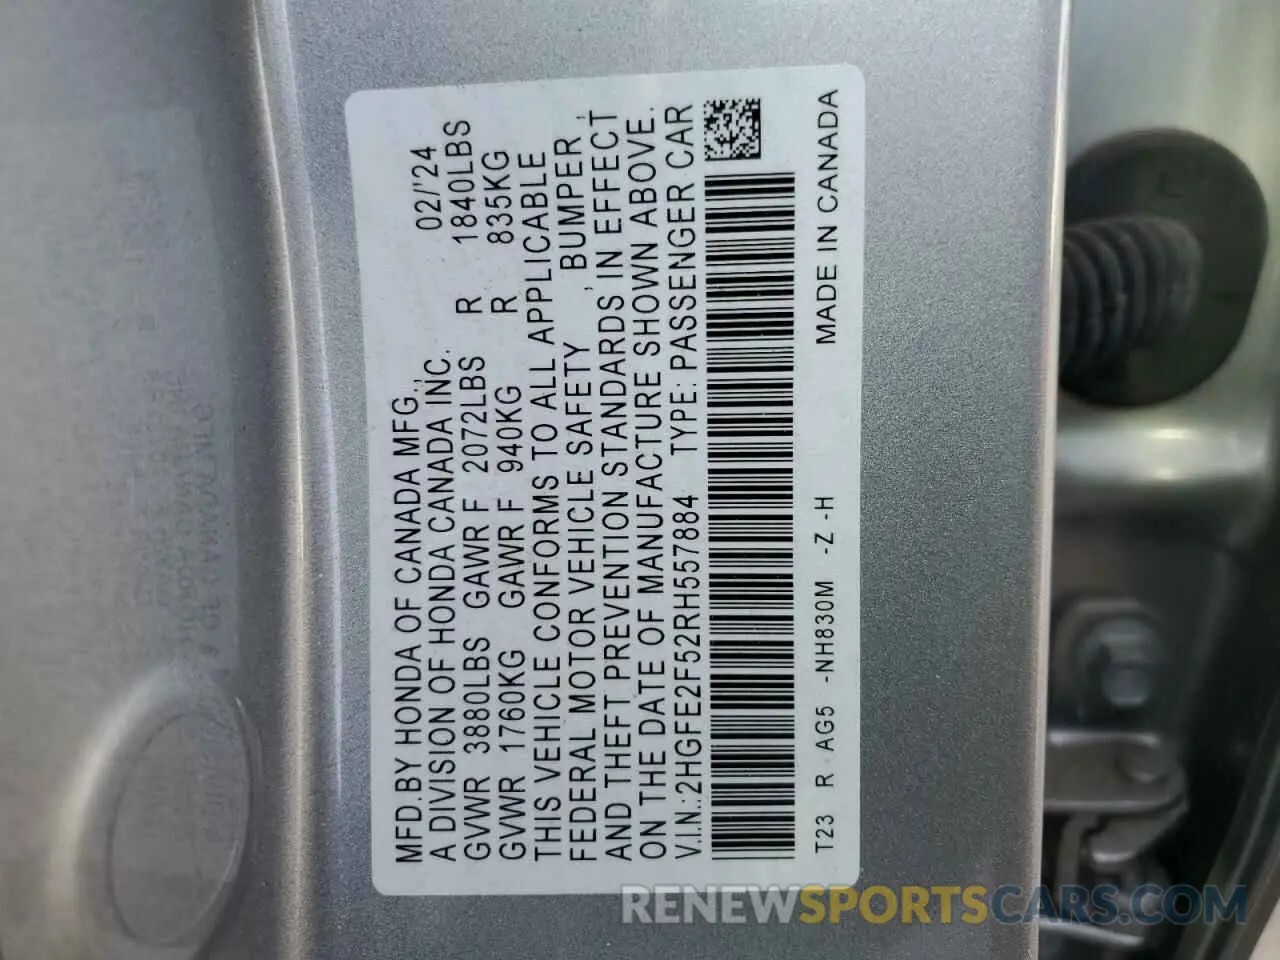 MFD.BY HONDA OF CANADA MFG., 02/'24
A DIVISION OF HONDA CANADA INC.
GVWR 3880LBS GAWR F 2072LBS R 1840LBS
GVWR 1760KG GAWR F 940KG R 835KG
THIS VEHICLE CONFORMS TO ALL APPLICABLE
FEDERAL MOTOR VEHICLE SAFETY , BUMPER ,
AND THEFT PREVENTION STANDARDS IN EFFECT
ON THE DATE OF MANUFACTURE SHOWN ABOVE.
V.I.N.:2HGFE2F52RH557884 TYPE: PASSENGER CAR
T23 R AG5 -NH830M -Z -H MADE IN CANADA
RENEWSPORTSCARS.COM